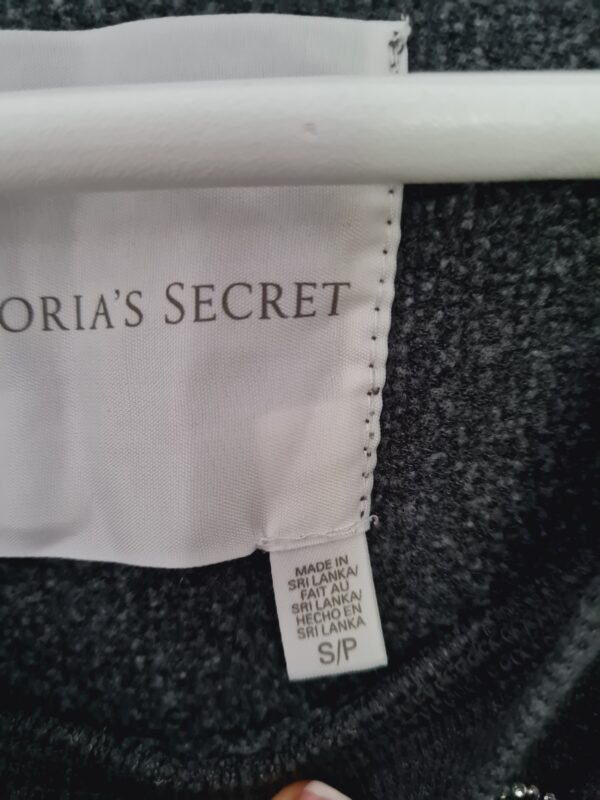 ORIA'S SECRET
MADE IN
SRI LANKA/
FAIT AU
SRI LANKA/
HECHO EN
SRI LANKA
S/P